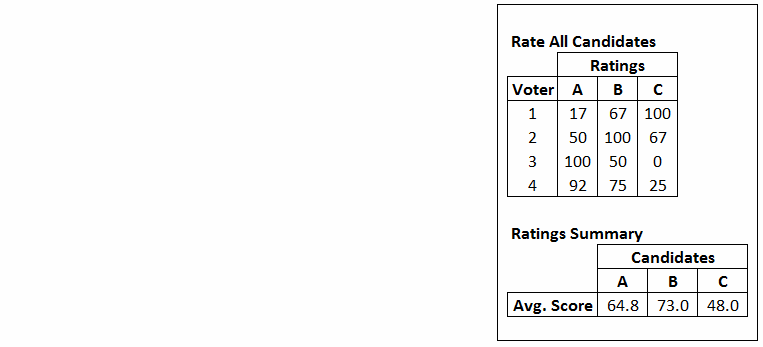 Rate All Candidates
Ratings
Voter A B C
1 17 67 100
2 50 100 67
3 100 50 0
4 92 75 25
Ratings Summary
Candidates
A B C
Avg. Score 64.8 73.0 48.0